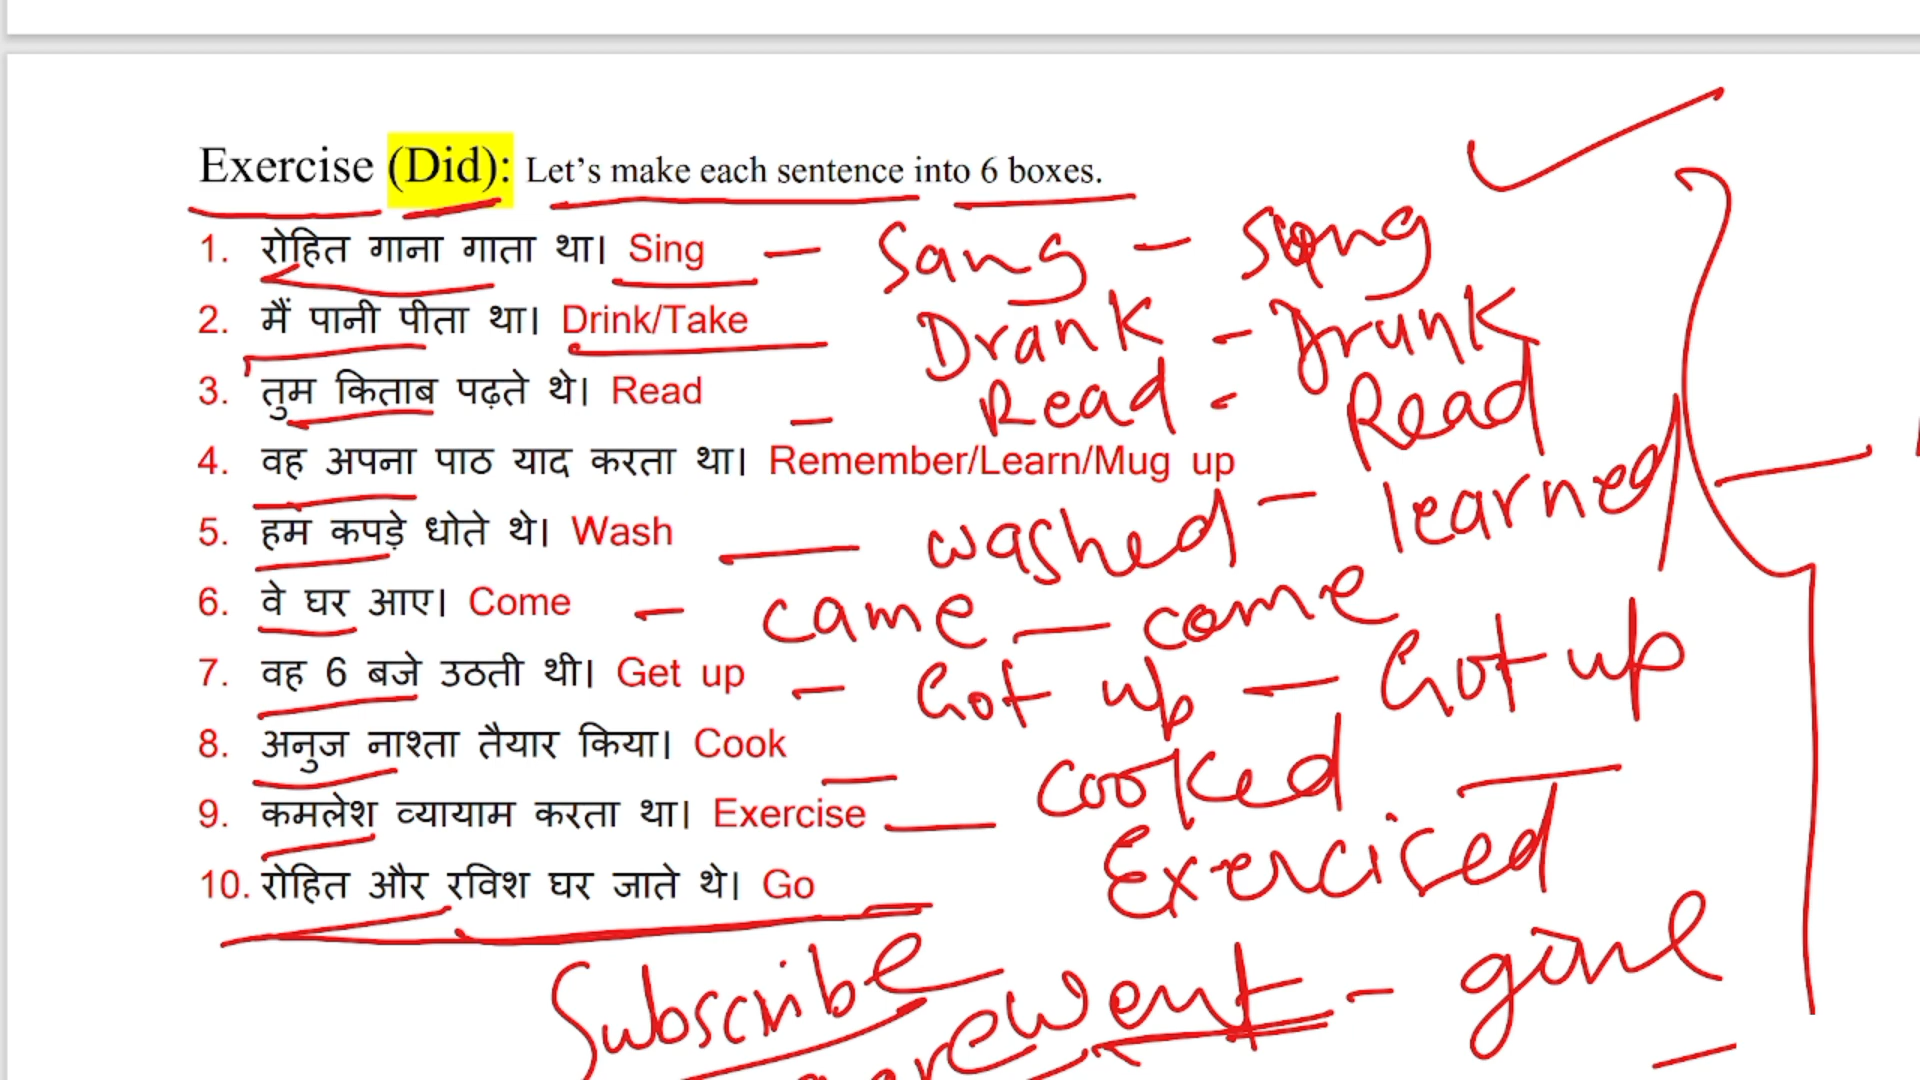 Exercise (Did): Let's make each sentence into 6 boxes.
1. रोहित गाना गाता था। Sing – Sang – Song
2. मैं पानी पीता था। Drink/Take Drank – Drunk
3. तुम किताब पढ़ते थे। Read – Read – Read
4. वह अपना पाठ याद करता था। Remember/Learn/Mug up – learned
5. हम कपड़े धोते थे। Wash — washed
6. वे घर आए। Come – came – come
7. वह 6 बजे उठती थी। Get up – Got up – Got up
8. अनुज नाश्ता तैयार किया। Cook – cooked –
9. कमलेश व्यायाम करता था। Exercise — Exercised
10. रोहित और रविश घर जाते थे। Go went – gone
Subscribe